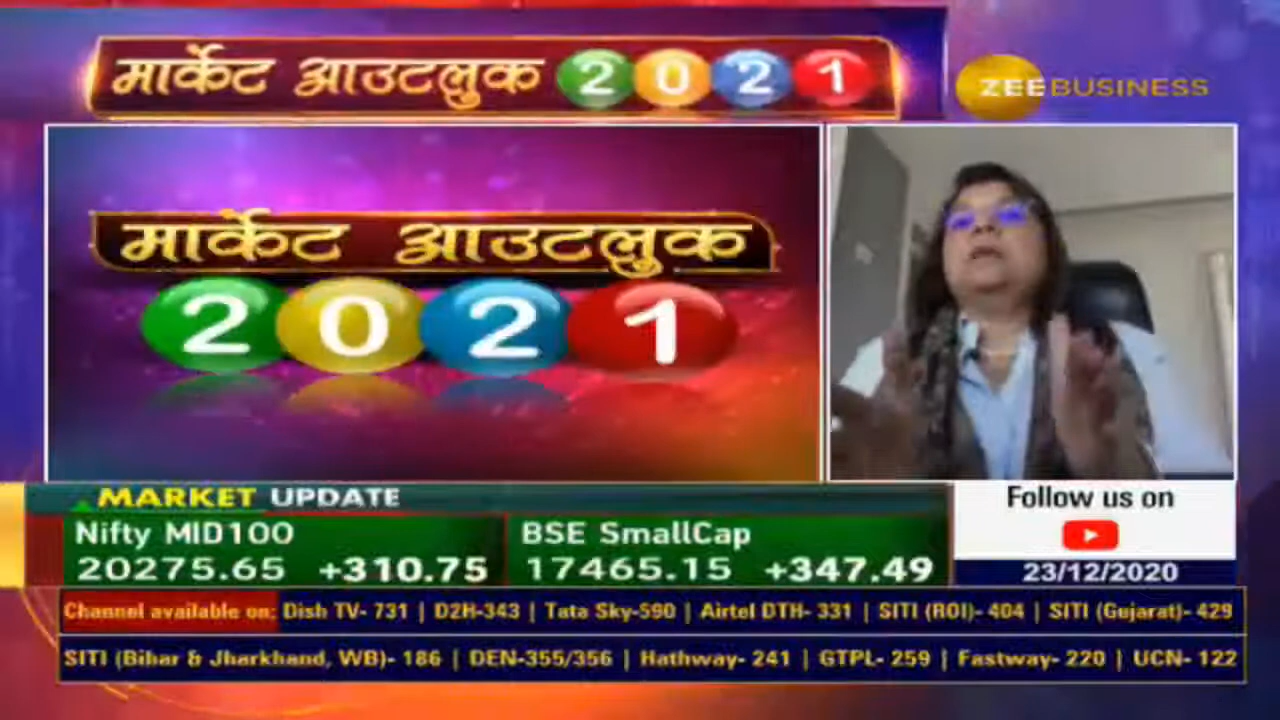 मार्केट आउटलुक 2021
ZEEBUSINESS
मार्केट आउटलुक
2021
MARKET UPDATE
Nifty MID100
20275.65 +310.75
BSE SmallCap
17465.15 +347.49
Follow us on
23/12/2020
Channel available on: Dish TV- 731 | D2H-343 | Tata Sky-590 | Airtel DTH- 331 | SITI (ROI)- 404 | SITI (Gujarat)- 429
SITI (Bihar & Jharkhand, WB)- 186 | DEN-355/356 | Hathway- 241 | GTPL- 259 | Fastway- 220 | UCN- 122